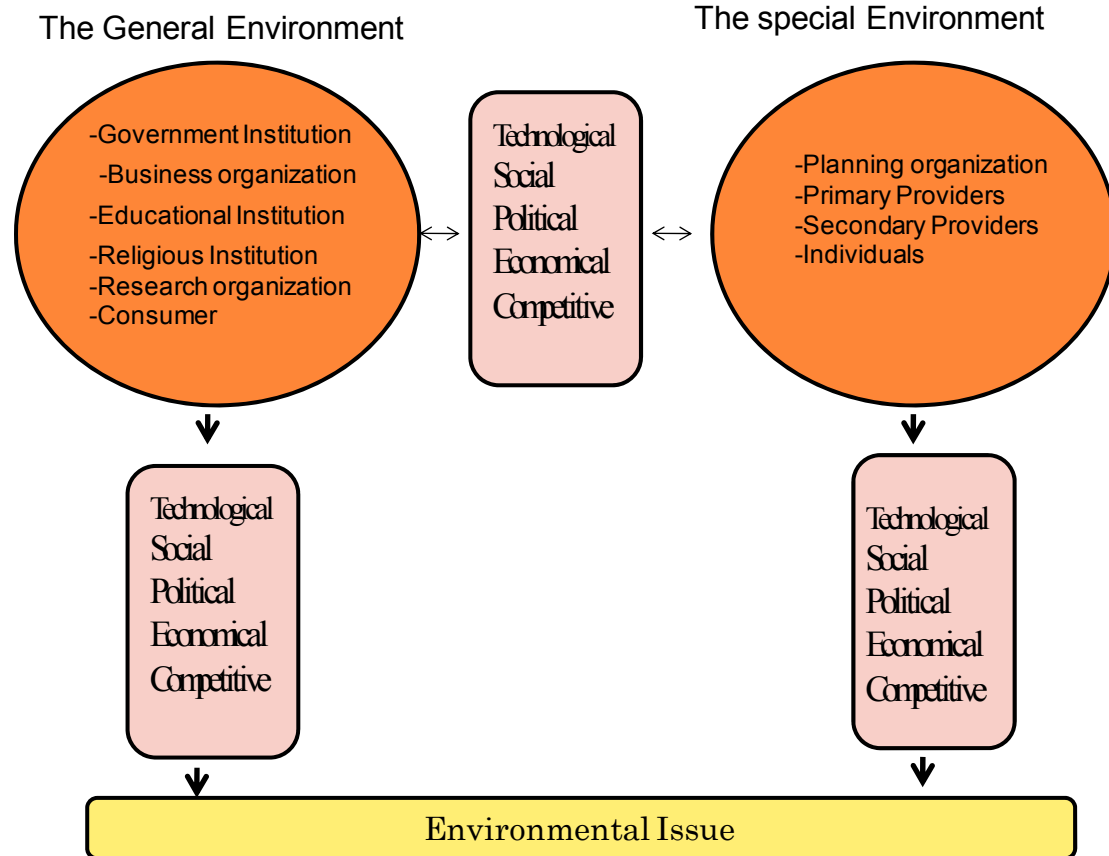 The General Environment
The special Environment
-Government Institution
-Business organization
-Educational Institution
-Religious Institution
-Research organization
-Consumer
Technological
Social
Political
Economical
Competitive
-Planning organization
-Primary Providers
-Secondary Providers
-Individuals
Technological
Social
Political
Economical
Competitive
Technological
Social
Political
Economical
Competitive
Environmental Issue